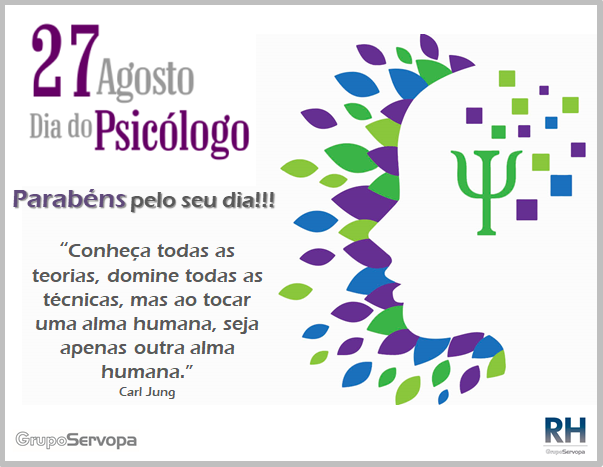 27 Agosto
Dia do Psicólogo
Parabéns pelo seu dia!!!
“Conheça todas as
teorias, domine todas as
técnicas, mas ao tocar
uma alma humana, seja
apenas outra alma
humana.”
Carl Jung
Ψ
GrupoServopa
RH
GrupoServopa